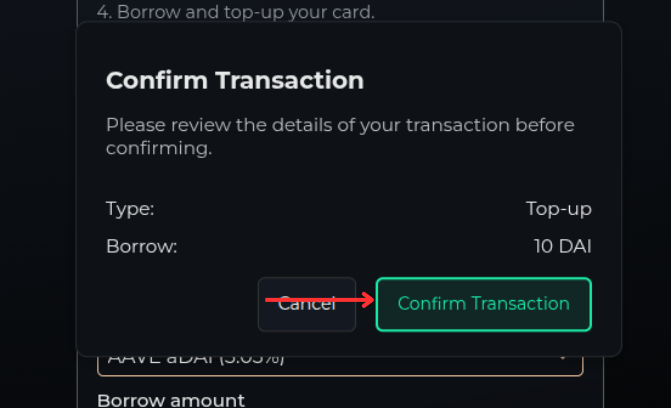 4. Borrow and top-up your card.
Confirm Transaction
Please review the details of your transaction before
confirming.
Type: Top-up
Borrow: 10 DAI
Cancel Confirm Transaction
AAVE aDAI (5.05%)
Borrow amount